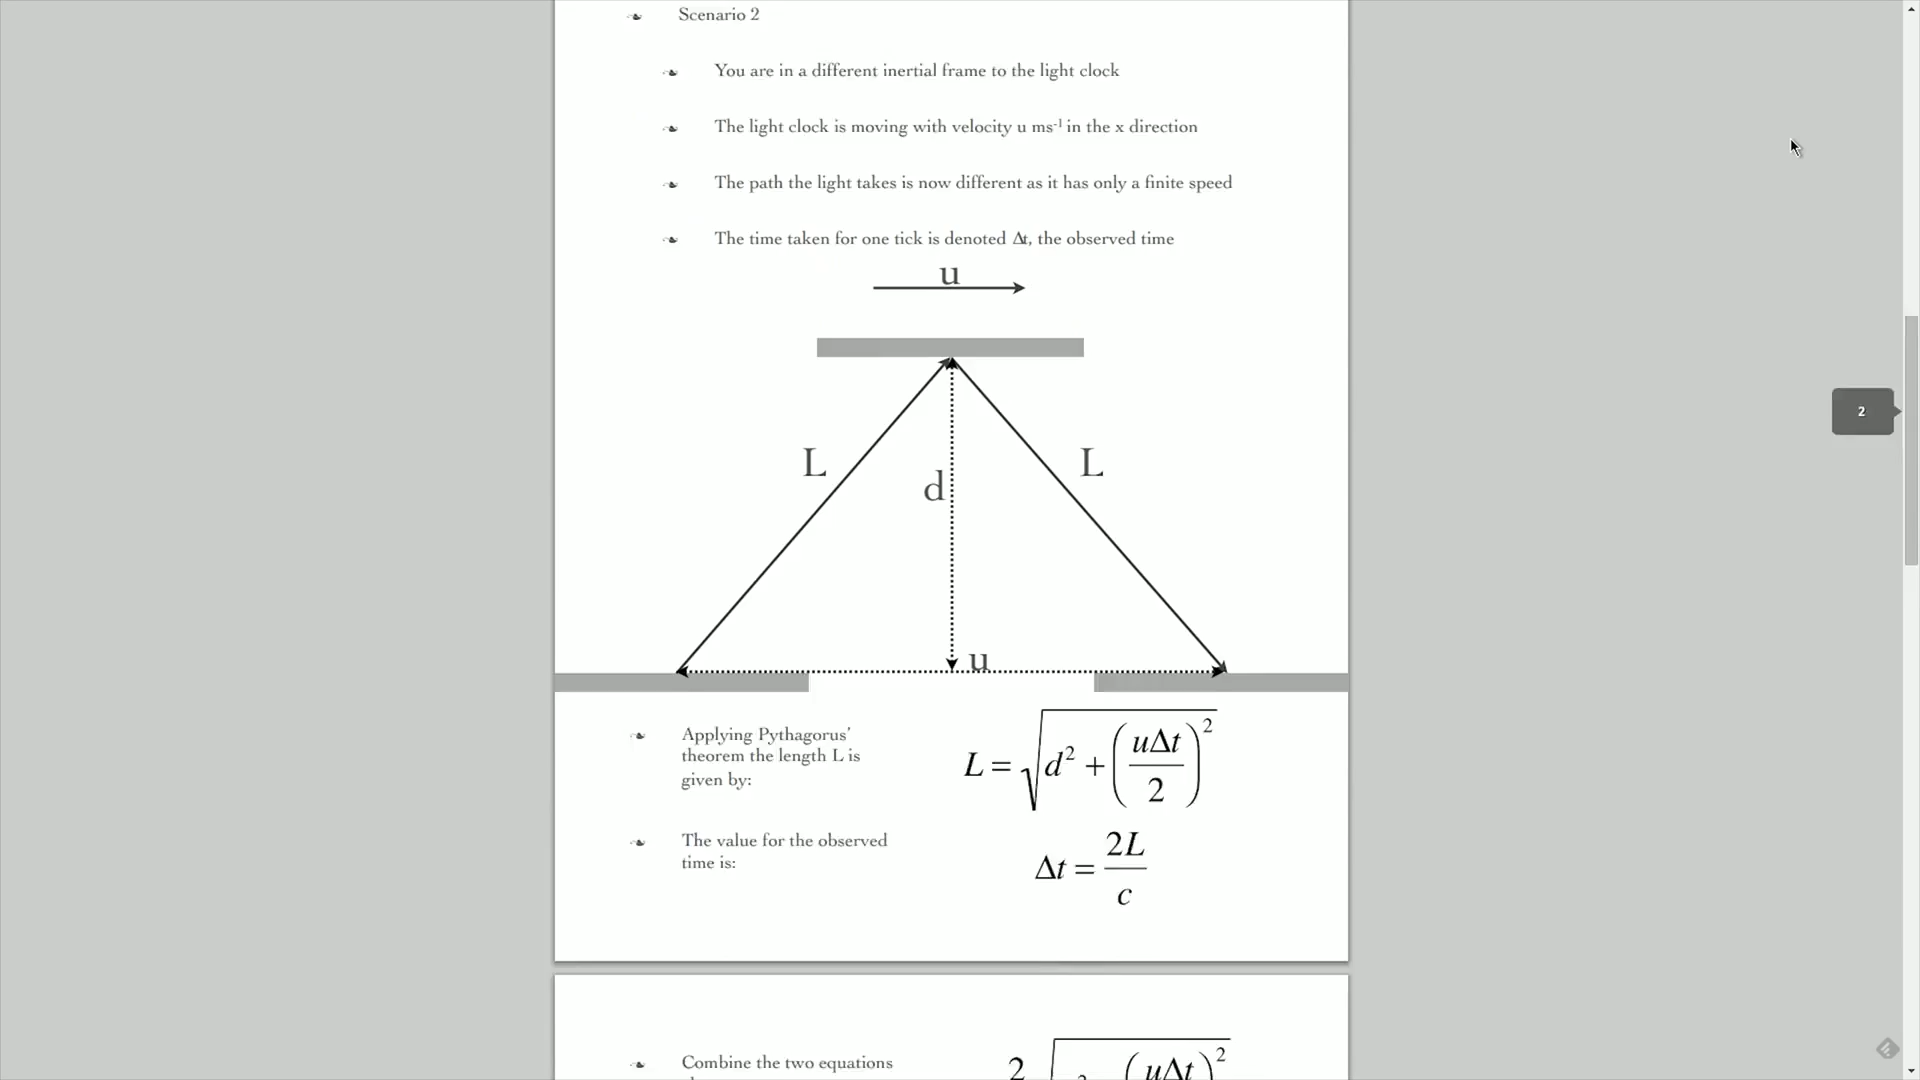 Scenario 2
You are in a different inertial frame to the light clock
The light clock is moving with velocity u ms⁻¹ in the x direction
The path the light takes is now different as it has only a finite speed
The time taken for one tick is denoted Δt, the observed time
u
L
d
L
u
Applying Pythagorus'
theorem the length L is
given by:
L = √(d² + (uΔt/2)²)
The value for the observed
time is:
Δt = 2L/c
2
Combine the two equations
2 (uΔt)²